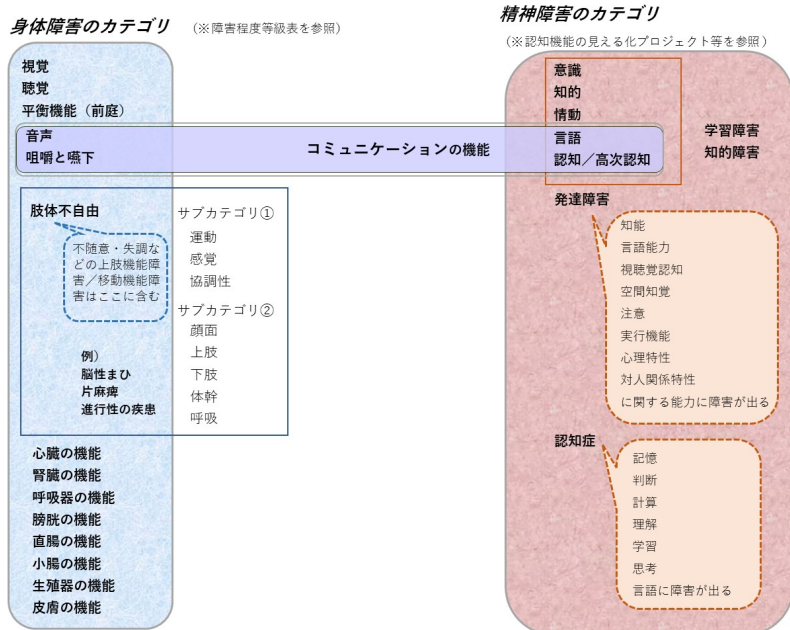 身体障害のカテゴリ (※障害程度等級表を参照)
視覚
聴覚
平衡機能(前庭)
音声
咀嚼と嚥下
コミュニケーションの機能
肢体不自由
不随意・失調な
どの上肢機能障
害/移動機能障
害はここに含む
例)
脳性まひ
片麻痺
進行性の疾患
サブカテゴリ①
運動
感覚
協調性
サブカテゴリ②
顔面
上肢
下肢
体幹
呼吸
心臓の機能
腎臓の機能
呼吸器の機能
膀胱の機能
直腸の機能
小腸の機能
生殖器の機能
皮膚の機能
精神障害のカテゴリ
(※認知機能の見える化プロジェクト等を参照)
意識
知的
情動
言語
認知/高次認知
学習障害
知的障害
発達障害
知能
言語能力
視聴覚認知
空間知覚
注意
実行機能
心理特性
対人関係特性
に関する能力に障害が出る
認知症
記憶
判断
計算
理解
学習
思考
言語に障害が出る